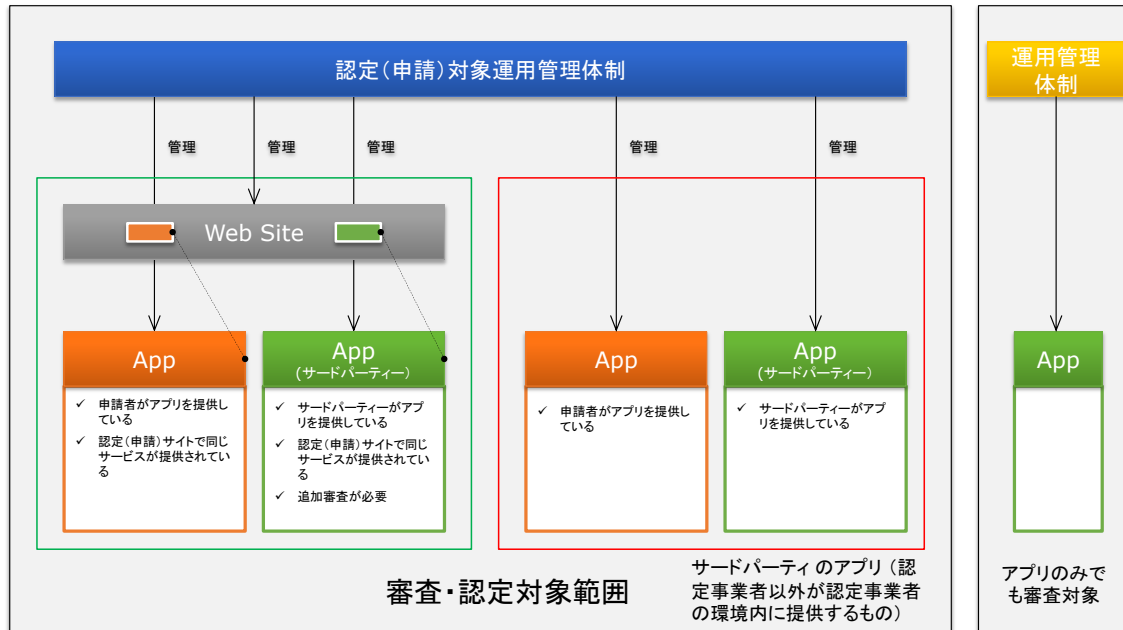 認定（申請）対象運用管理体制
運用管理
体制
管理
管理
管理
管理
管理
Web Site
App
App
(サードパーティー)
App
App
(サードパーティー)
App
✓ 申請者がアプリを提供し
ている
✓ 認定（申請）サイトで同じ
サービスが提供されてい
る
✓ サードパーティーがアプ
リを提供している
✓ 認定（申請）サイトで同じ
サービスが提供されてい
る
✓ 追加審査が必要
✓ 申請者がアプリを提供し
ている
✓ サードパーティーがアプ
リを提供している
審査・認定対象範囲
サードパーティ のアプリ（認
定事業者以外が認定事業者
の環境内に提供するもの）
アプリのみで
も審査対象